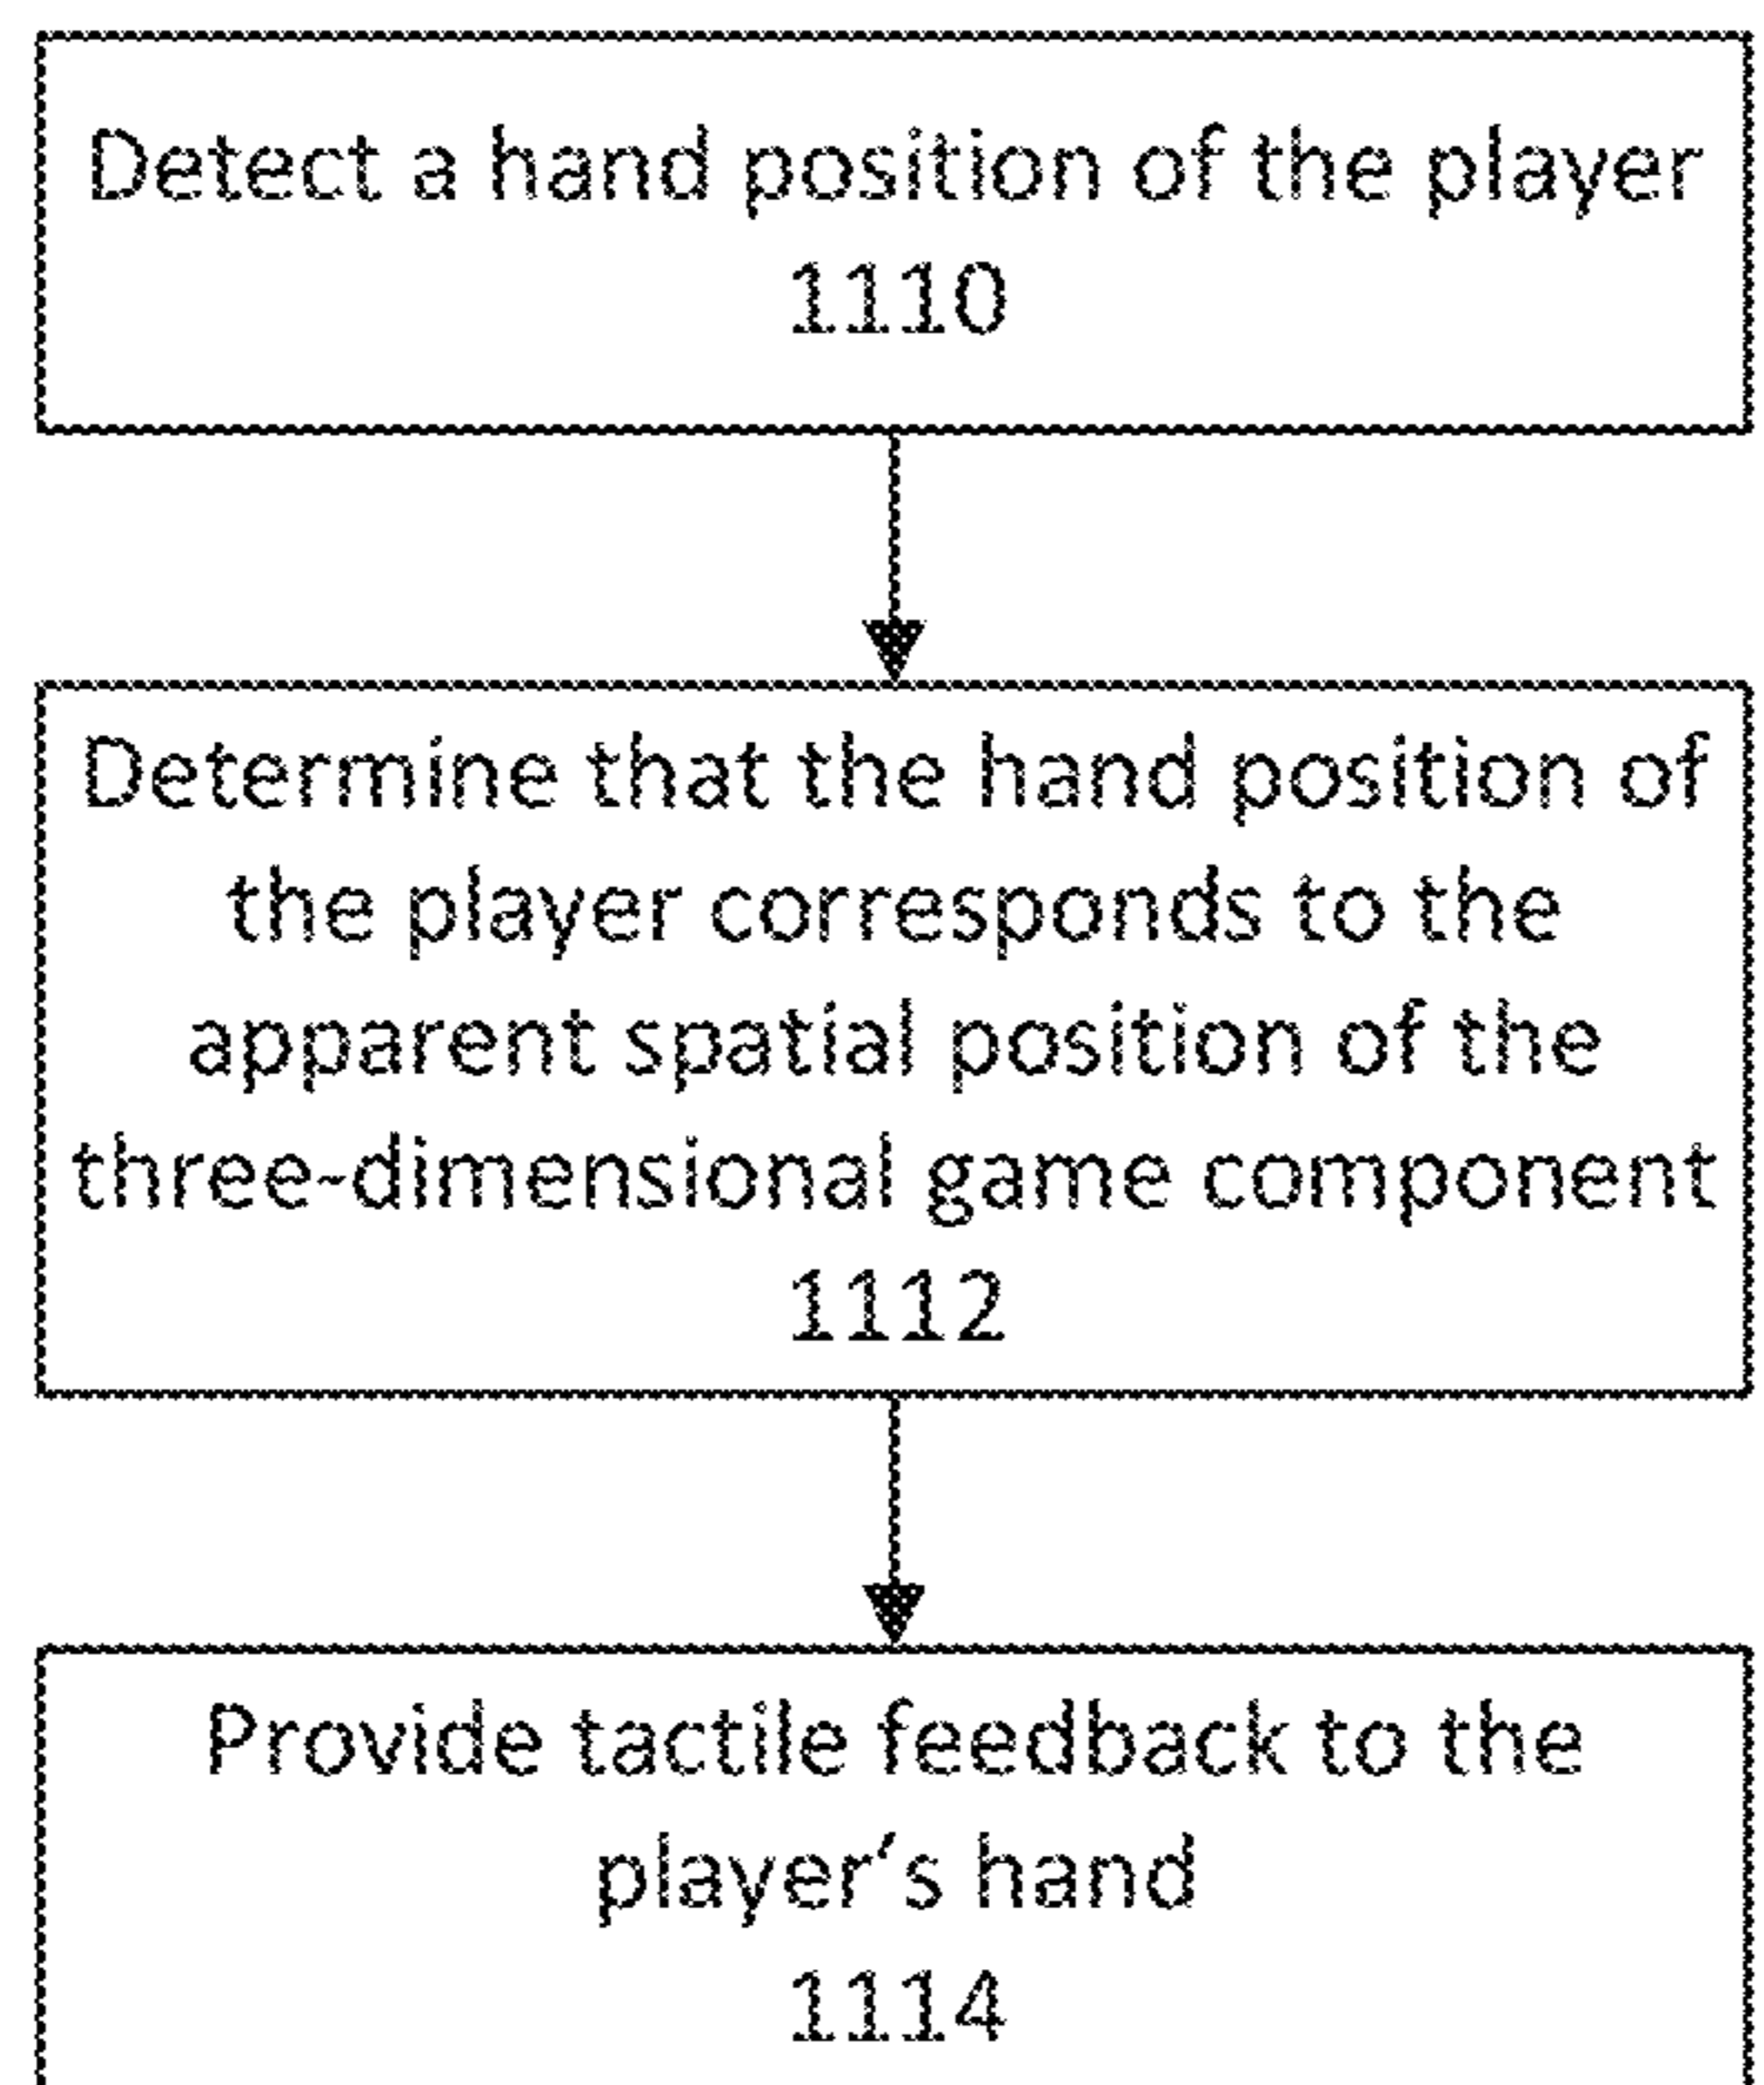 Detect a hand position of the player
1110
Determine that the hand position of
the player corresponds to the
apparent spatial position of the
three-dimensional game component
1112
Provide tactile feedback to the
player's hand
1114